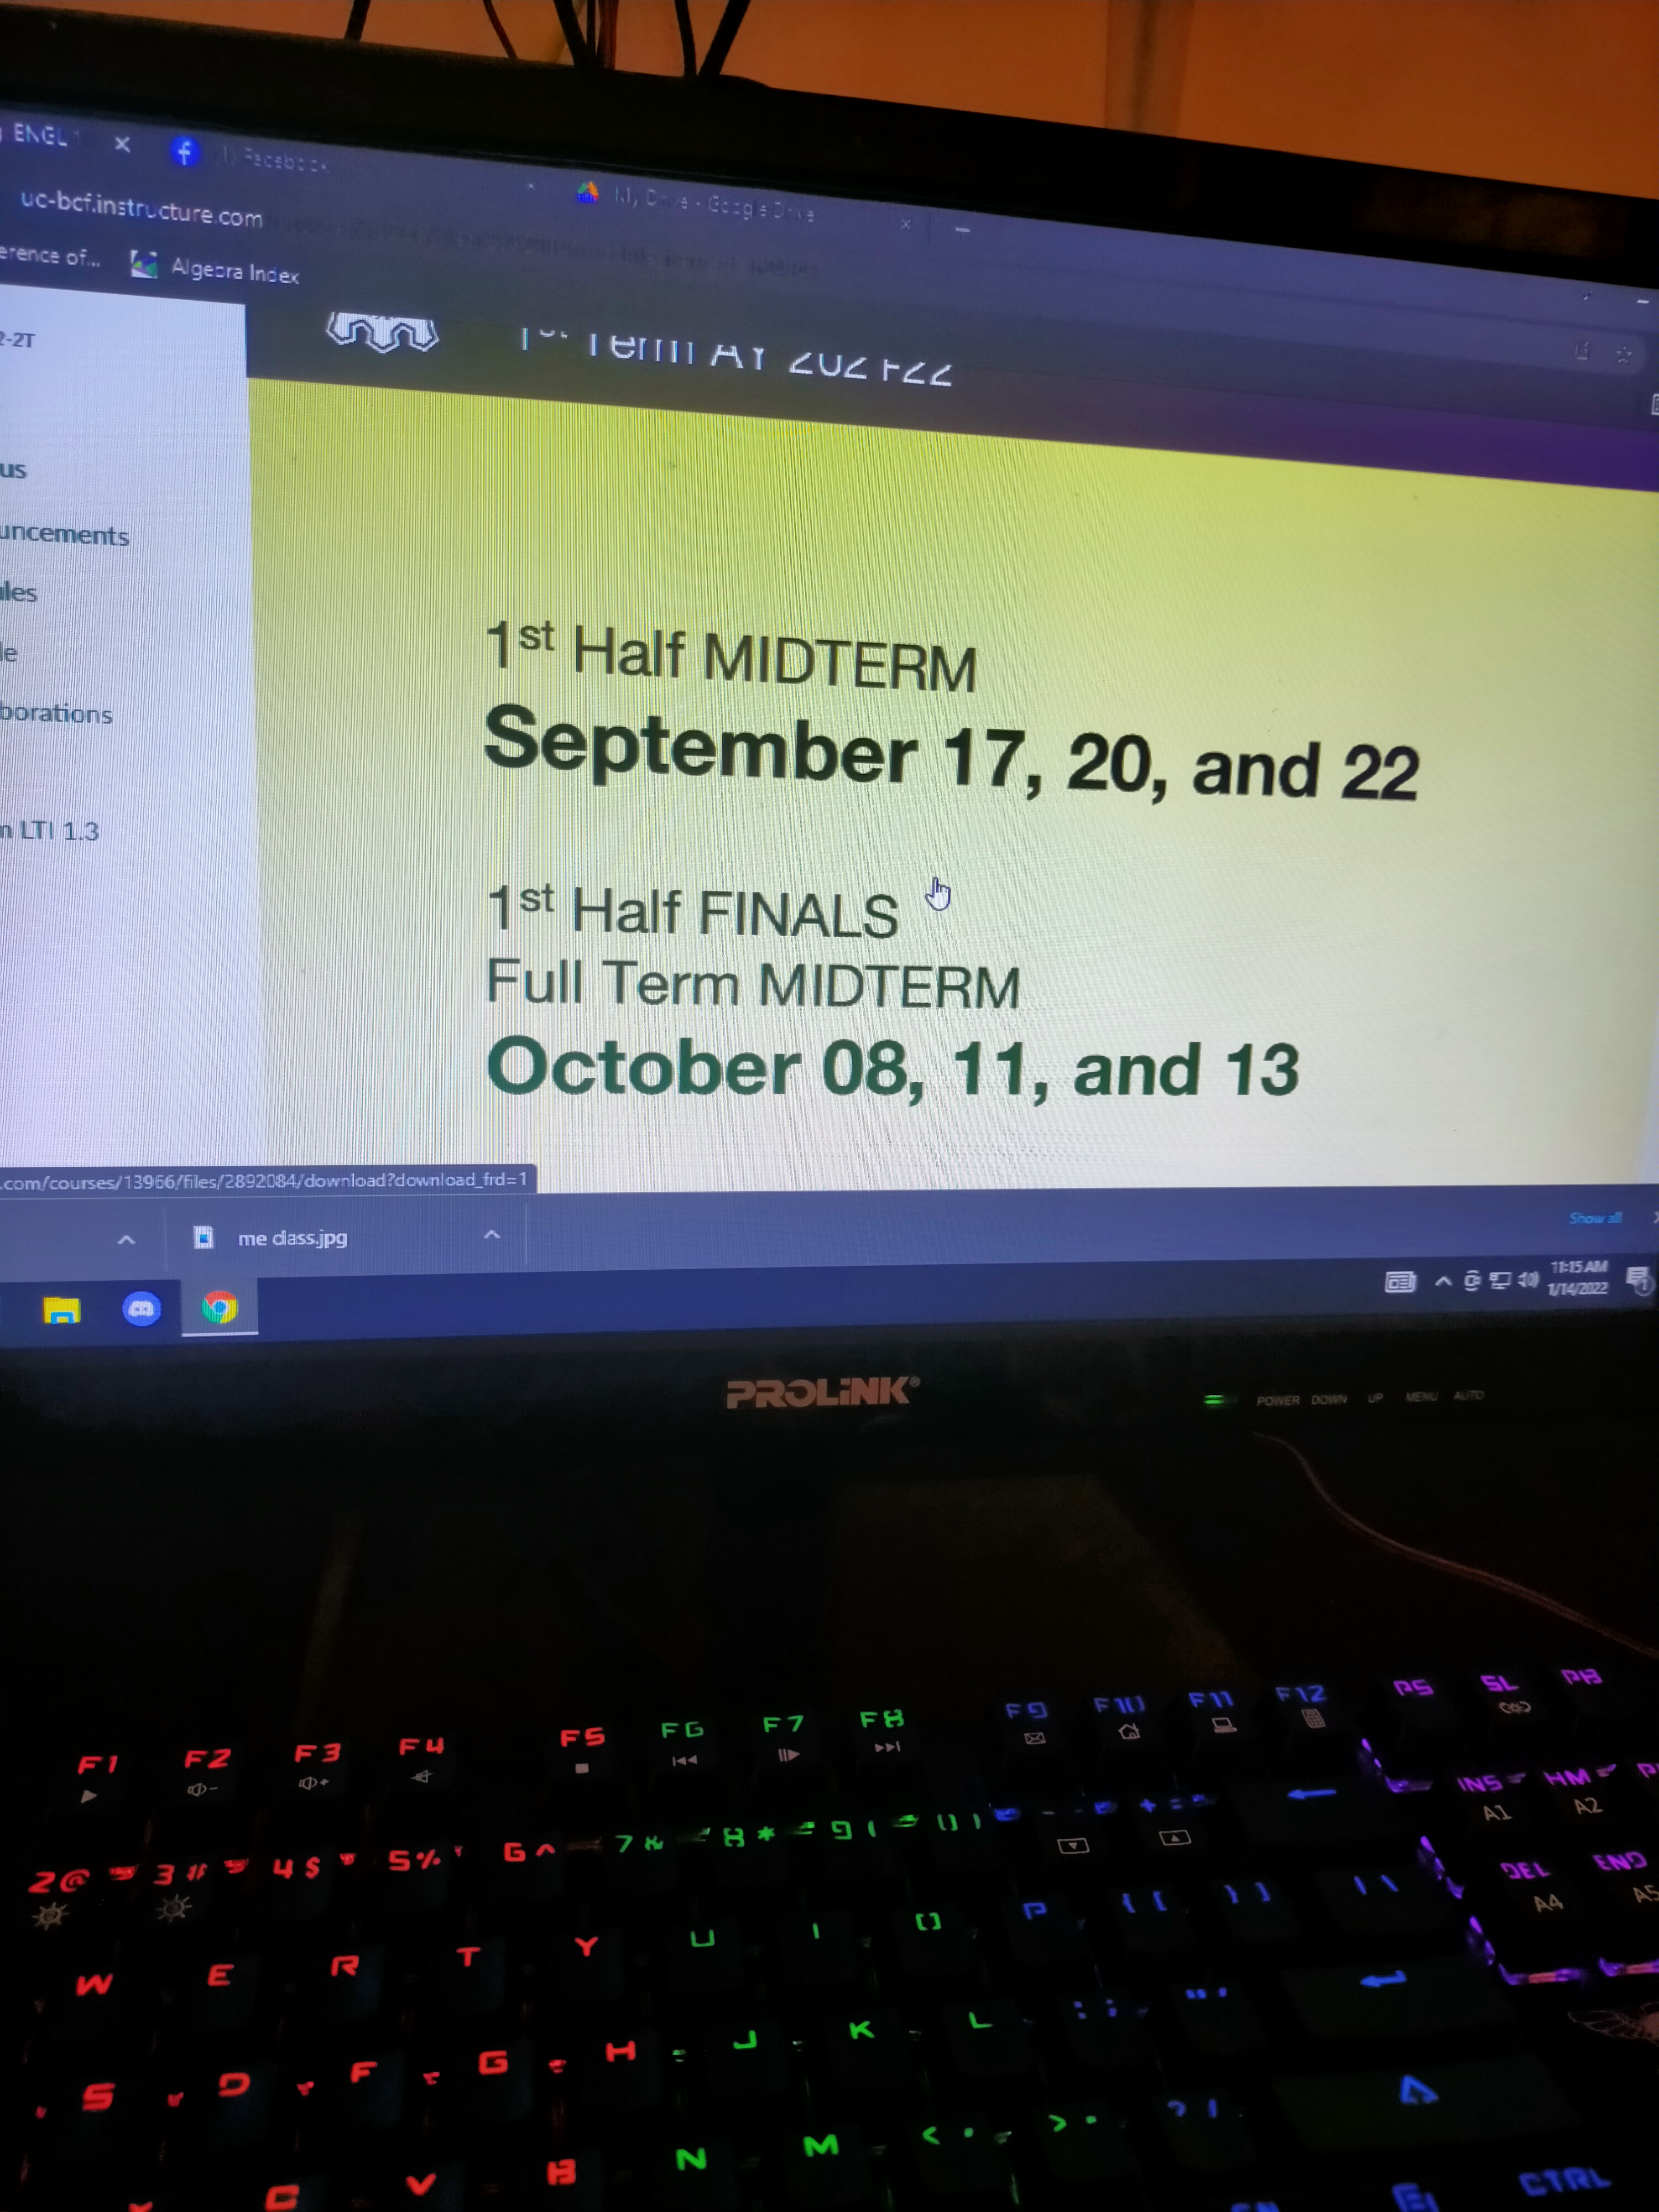 ENGL
(1) Facebook
My Drive - Google Drive
uc-bcf.instructure.com
erence of...
Algebra Index
1st Term AY 2021-22
2-2T
us
uncements
ules
le
borations
n LTI 1.3
1st Half MIDTERM
September 17, 20, and 22
1st Half FINALS
Full Term MIDTERM
October 08, 11, and 13
.com/courses/13966/files/2892084/download?download_frd=1
me class.jpg
Show all
11:15 AM
1/14/2022
1
PROLiNK®
POWER DOWN UP MENU AUTO
F1 F2 F3 F4 F5 F6 F7 F8 F9 F10 F11 F12 PS SL PB
2@ 3# 4$ 5% 6^ 7& 8* 9( 0) - + = INS HM
A1 A2
W E R T Y U I O P { [ } ] | \ DEL END
A4 A5
S D F G H J K L : ; " '
C V B N M < > ? /
CTRL